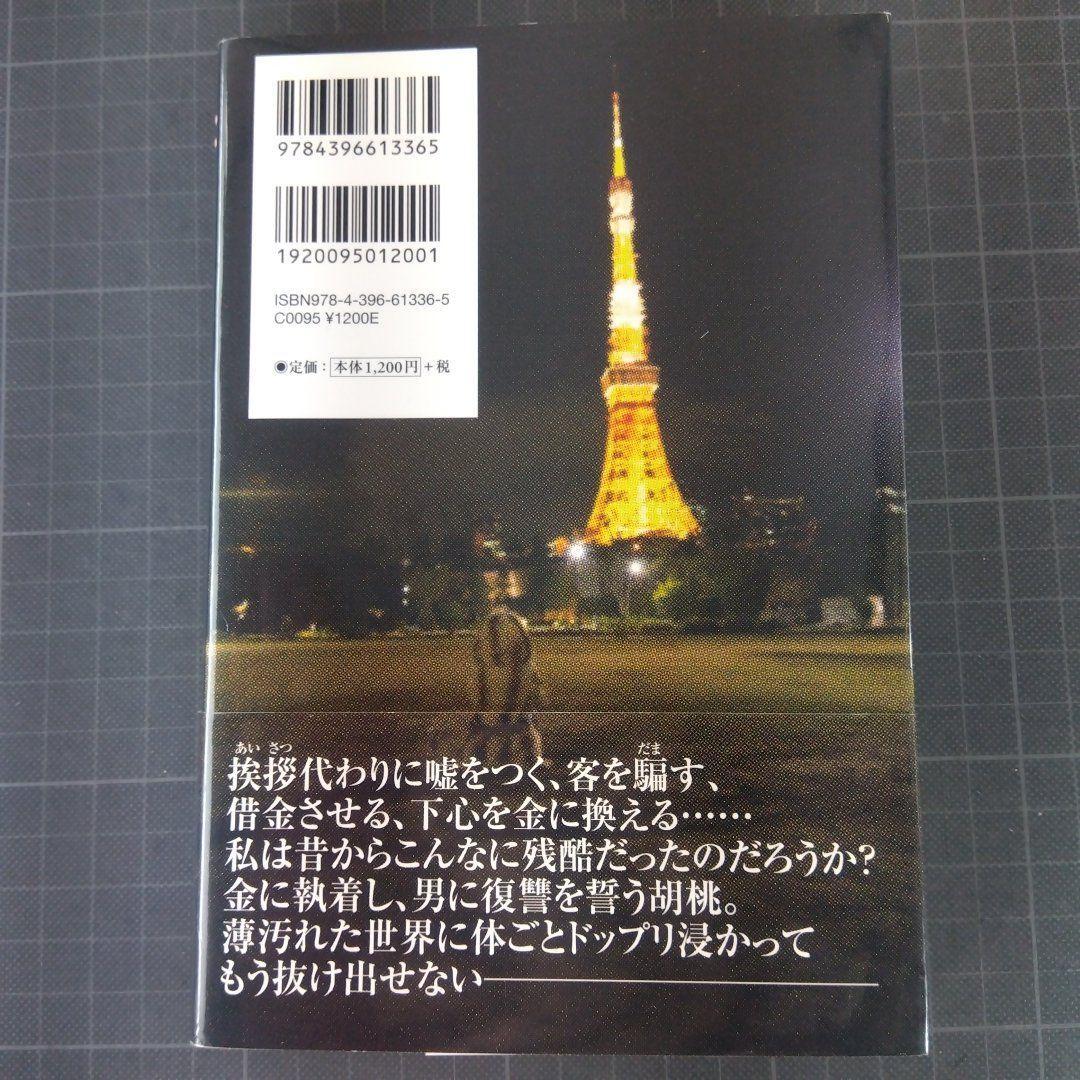 9784396613365
1920095012001
ISBN978-4-396-61336-5
C0095 ¥1200E
●定価：本体1,200円+税
あい さつ だま
挨拶代わりに嘘をつく、客を騙す、
借金させる、下心を金に換える……
私は昔からこんなに残酷だったのだろうか?
金に執着し、男に復讐を誓う胡桃。
薄汚れた世界に体ごとドップリ浸かって
もう抜け出せない――――